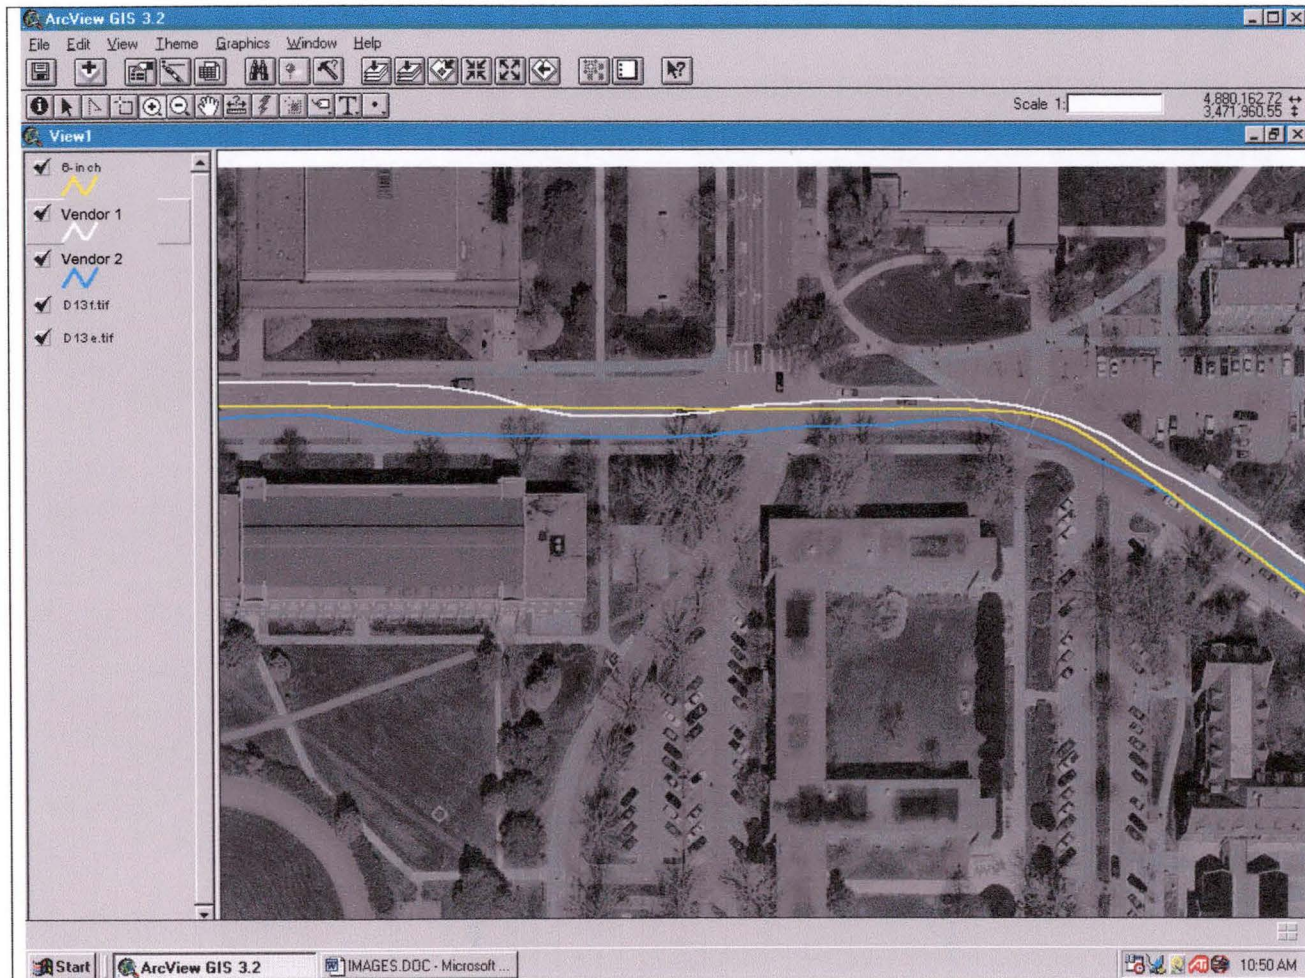 ArcView GIS 3.2
File Edit View Theme Graphics Window Help
Scale 1: 4,880,162.72
3,471,960.55
View1
6-inch
Vendor 1
Vendor 2
D13f.tif
D13e.tif
Start ArcView GIS 3.2 IMAGES.DOC - Microsoft ... ATI 10:50 AM